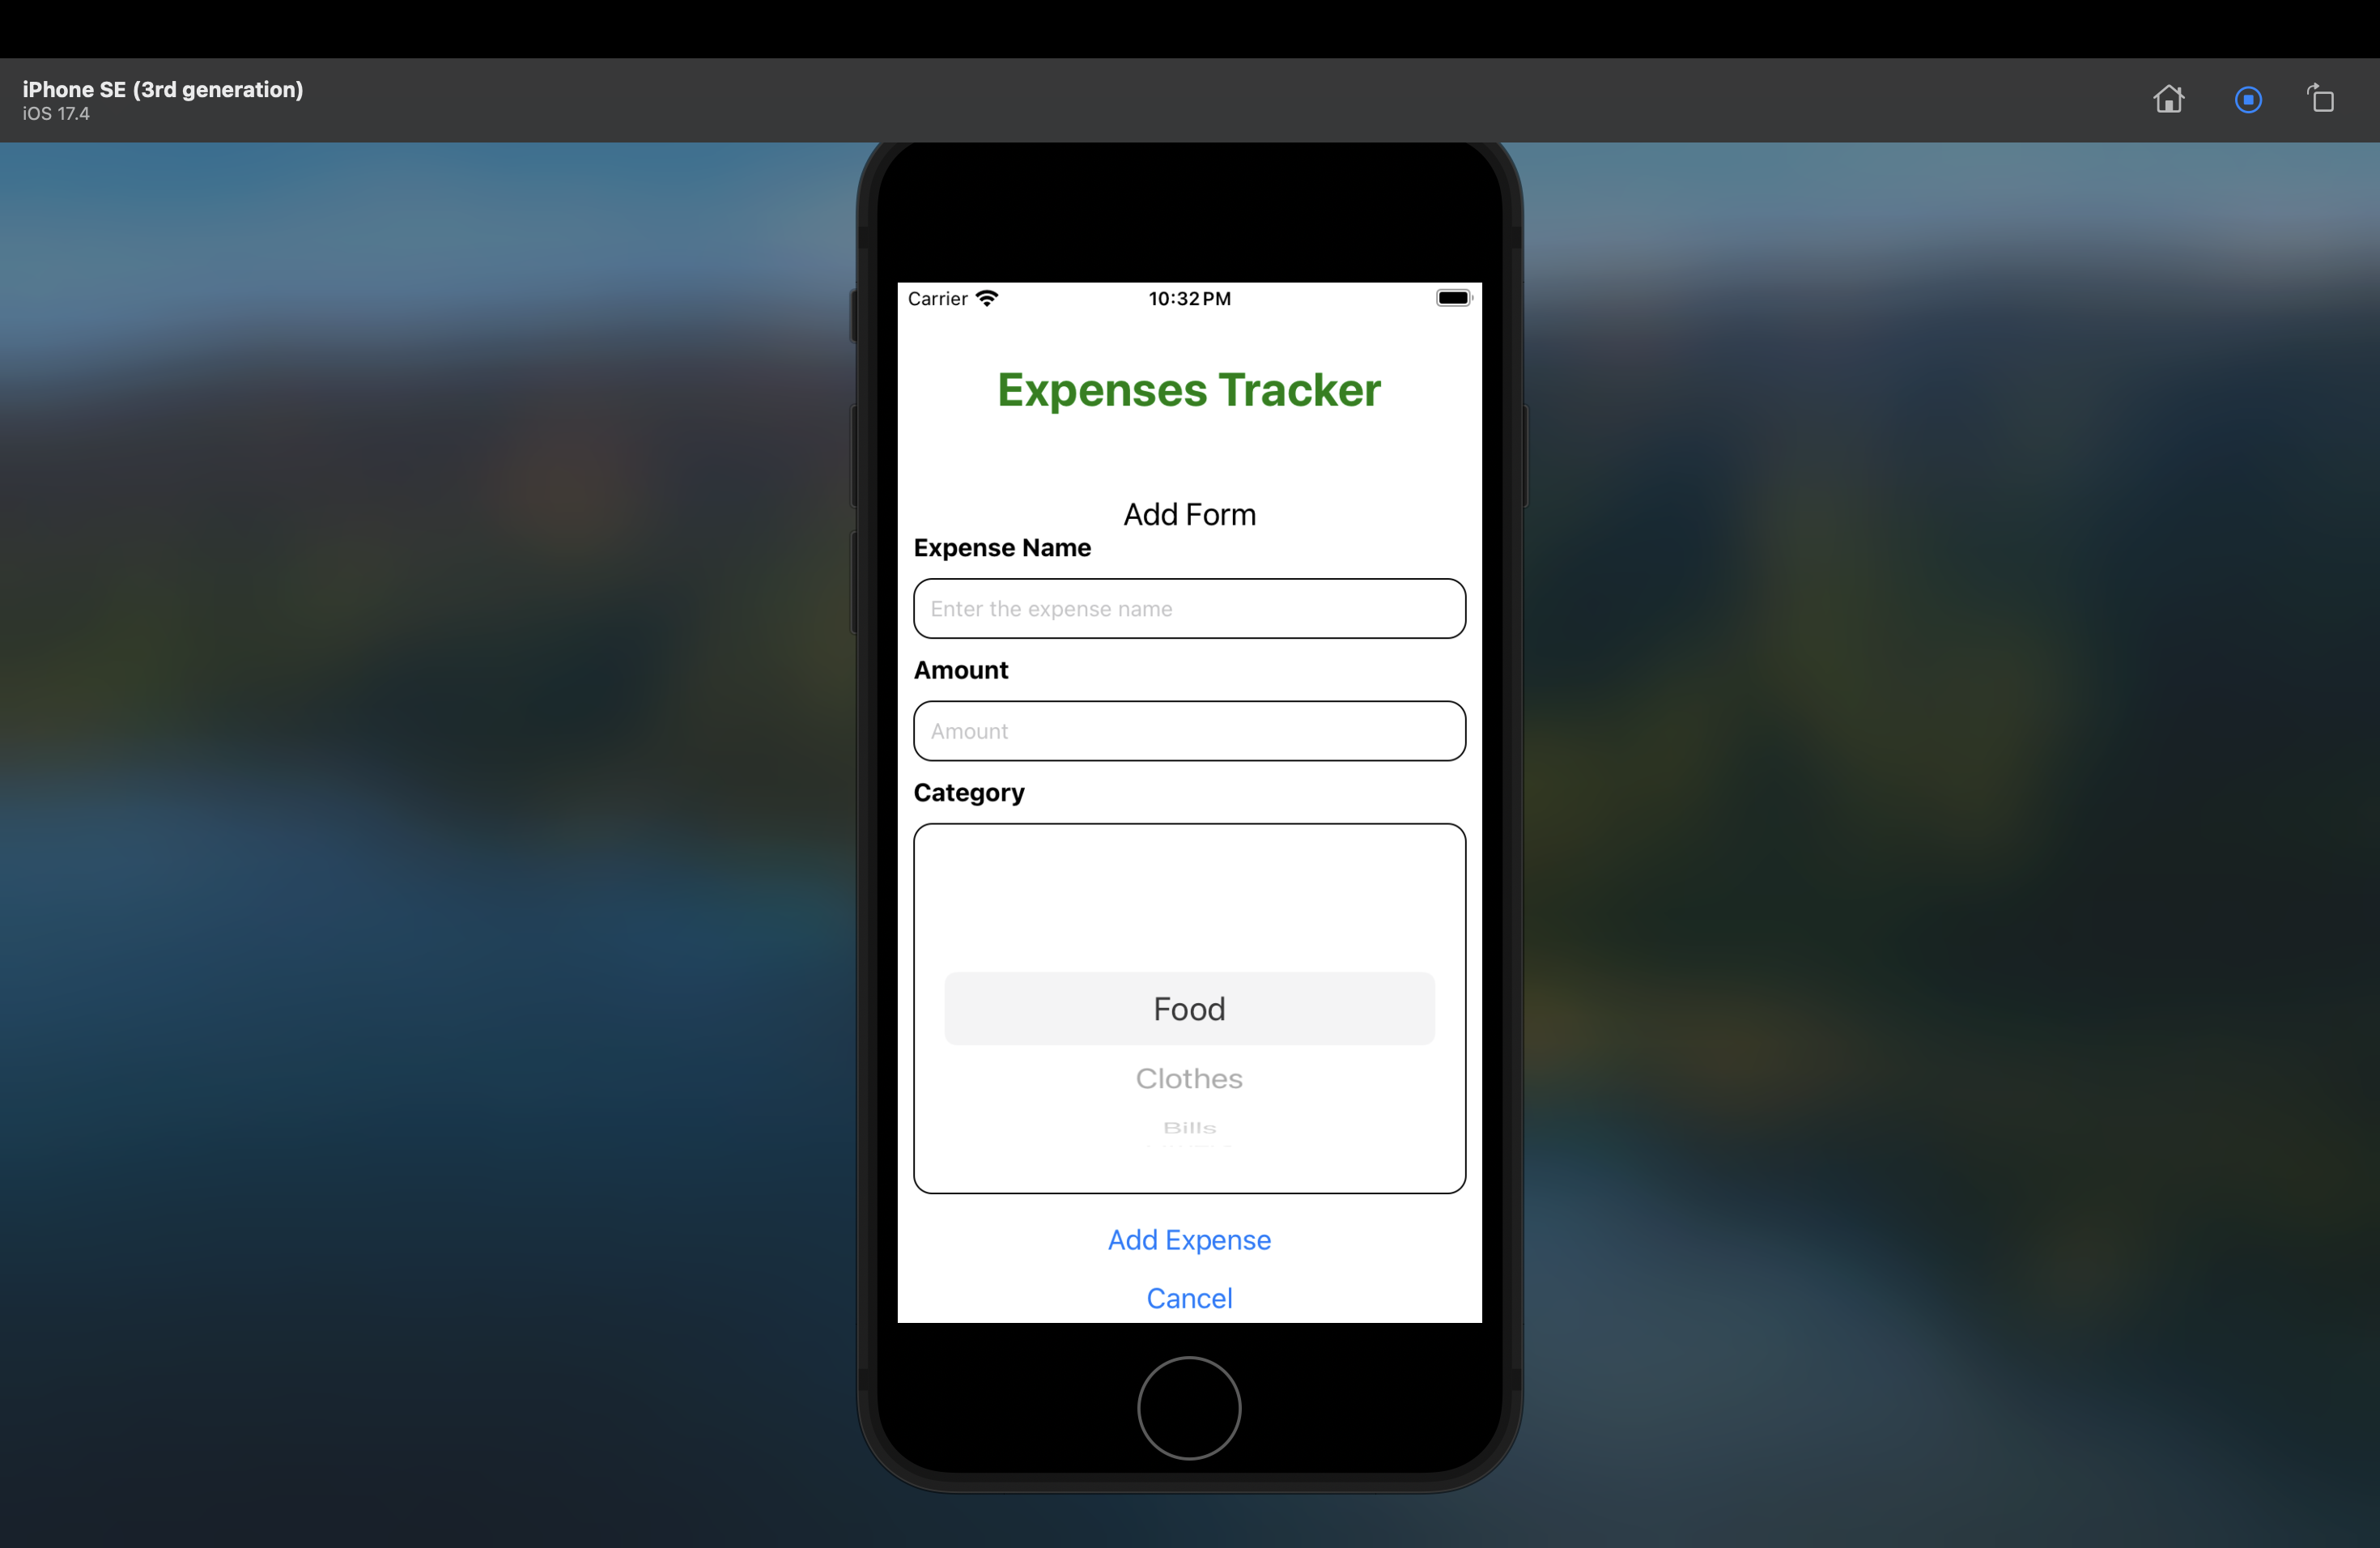 iPhone SE (3rd generation)
iOS 17.4
Carrier 10:32 PM
Expenses Tracker
Add Form
Expense Name
Enter the expense name
Amount
Amount
Category
Food
Clothes
Bills
Add Expense
Cancel